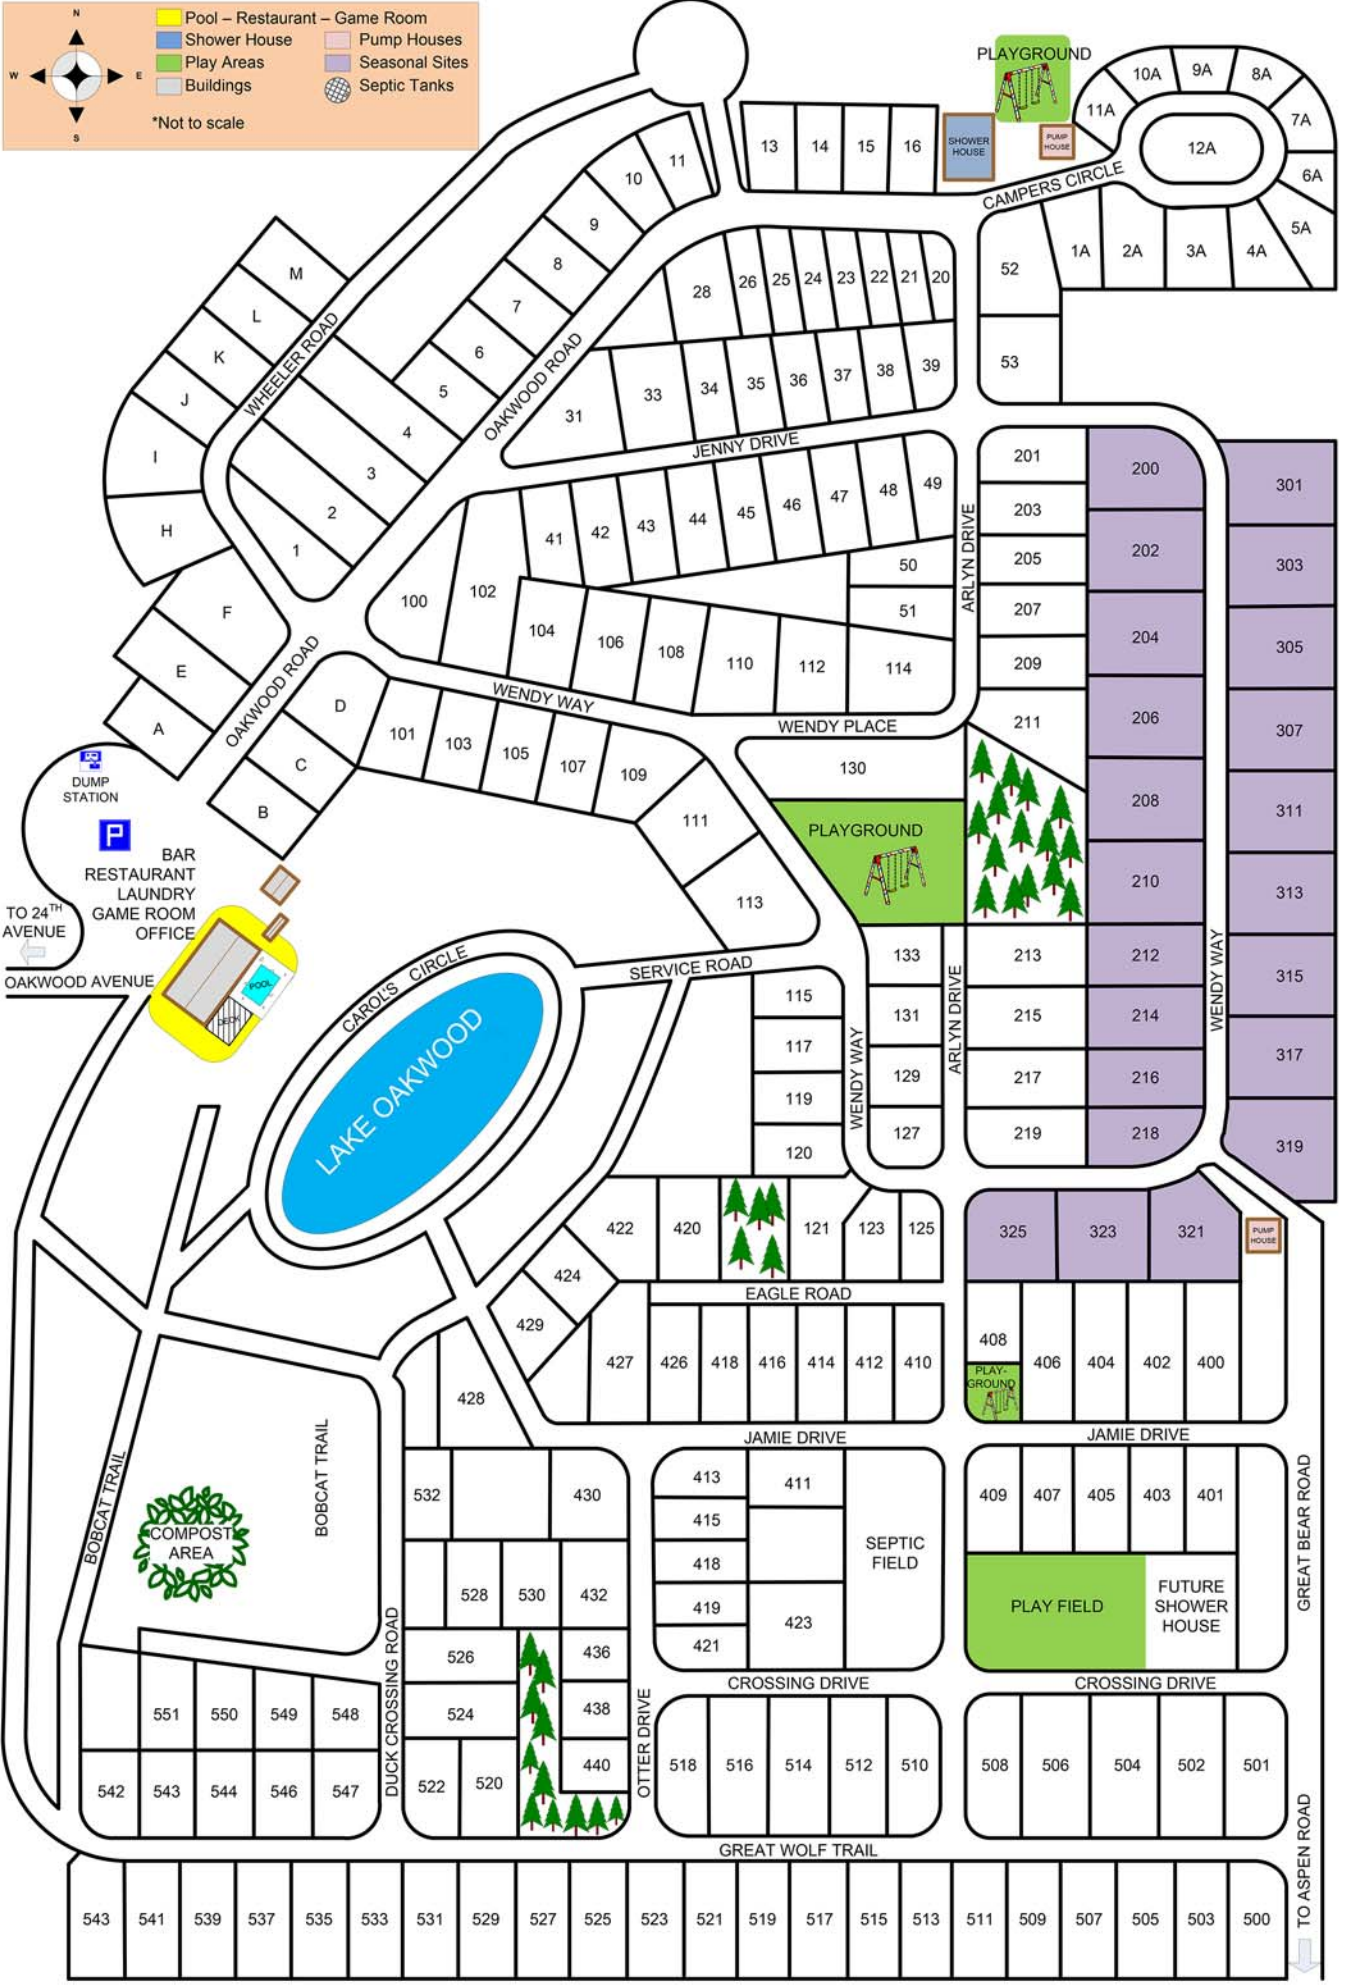 N
W
E
S
Pool – Restaurant – Game Room
Shower House
Pump Houses
Play Areas
Seasonal Sites
Buildings
Septic Tanks
*Not to scale
PLAYGROUND
SHOWER
HOUSE
PUMP
HOUSE
13
14
15
16
11A
10A
9A
8A
7A
12A
6A
5A
CAMPERS CIRCLE
1A
2A
3A
4A
52
53
11
10
9
8
7
6
5
4
3
2
1
M
L
K
J
I
H
WHEELER ROAD
OAKWOOD ROAD
28
26
25
24
23
22
21
20
31
33
34
35
36
37
38
39
JENNY DRIVE
41
42
43
44
45
46
47
48
49
50
51
ARLYN DRIVE
100
102
104
106
108
110
112
114
WENDY WAY
WENDY PLACE
F
E
A
OAKWOOD ROAD
D
C
B
101
103
105
107
109
111
113
130
PLAYGROUND
201
203
205
207
209
211
200
202
204
206
208
210
212
214
216
218
213
215
217
219
WENDY WAY
301
303
305
307
311
313
315
317
319
DUMP
STATION
P
BAR
RESTAURANT
LAUNDRY
GAME ROOM
OFFICE
TO 24TH
AVENUE
OAKWOOD AVENUE
POOL
DECK
CAROL'S CIRCLE
LAKE OAKWOOD
SERVICE ROAD
115
117
119
120
WENDY WAY
133
131
129
127
ARLYN DRIVE
422
420
121
123
125
424
429
EAGLE ROAD
427
426
418
416
414
412
410
325
323
321
PUMP
HOUSE
408
PLAY-
GROUND
406
404
402
400
JAMIE DRIVE
JAMIE DRIVE
428
BOBCAT TRAIL
BOBCAT TRAIL
COMPOST
AREA
532
430
528
530
432
526
436
524
438
522
520
440
DUCK CROSSING ROAD
OTTER DRIVE
413
411
415
418
419
423
421
SEPTIC
FIELD
409
407
405
403
401
PLAY FIELD
FUTURE
SHOWER
HOUSE
GREAT BEAR ROAD
CROSSING DRIVE
CROSSING DRIVE
551
550
549
548
542
543
544
546
547
518
516
514
512
510
508
506
504
502
501
GREAT WOLF TRAIL
TO ASPEN ROAD
543
541
539
537
535
533
531
529
527
525
523
521
519
517
515
513
511
509
507
505
503
500